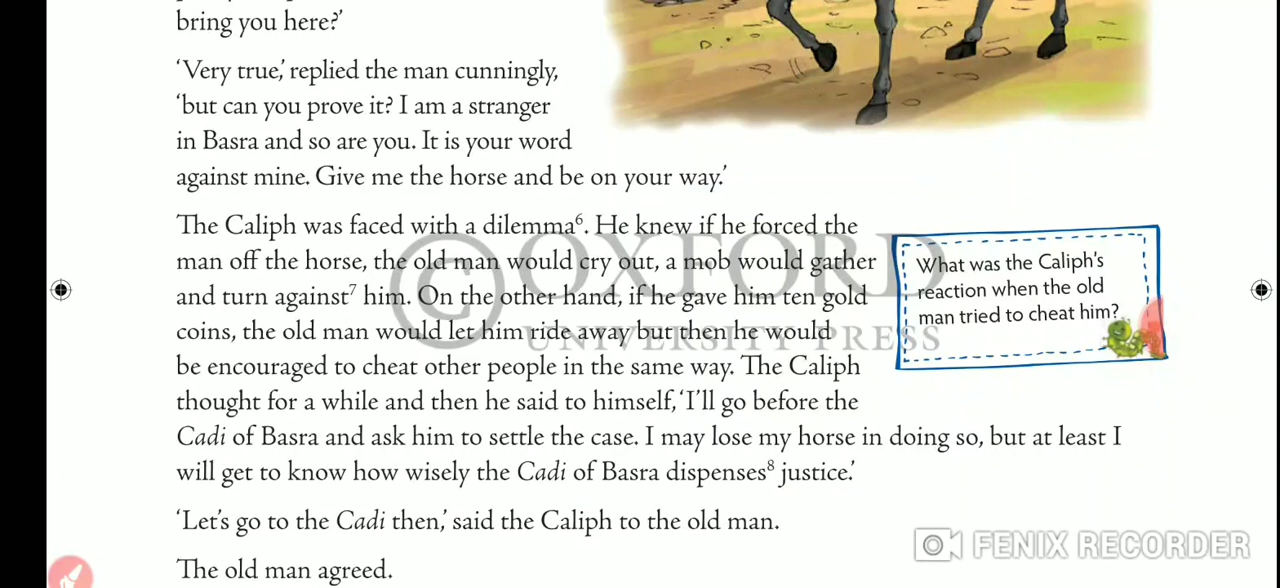 bring you here?'
'Very true,' replied the man cunningly,
'but can you prove it? I am a stranger
in Basra and so are you. It is your word
against mine. Give me the horse and be on your way.'
The Caliph was faced with a dilemma⁶. He knew if he forced the
man off the horse, the old man would cry out, a mob would gather
and turn against⁷ him. On the other hand, if he gave him ten gold
coins, the old man would let him ride away but then he would
be encouraged to cheat other people in the same way. The Caliph
thought for a while and then he said to himself, 'I'll go before the
Cadi of Basra and ask him to settle the case. I may lose my horse in doing so, but at least I
will get to know how wisely the Cadi of Basra dispenses⁸ justice.'
'Let's go to the Cadi then,' said the Caliph to the old man.
The old man agreed.
What was the Caliph's
reaction when the old
man tried to cheat him?
© OXFORD
UNIVERSITY PRESS
FENIX RECORDER